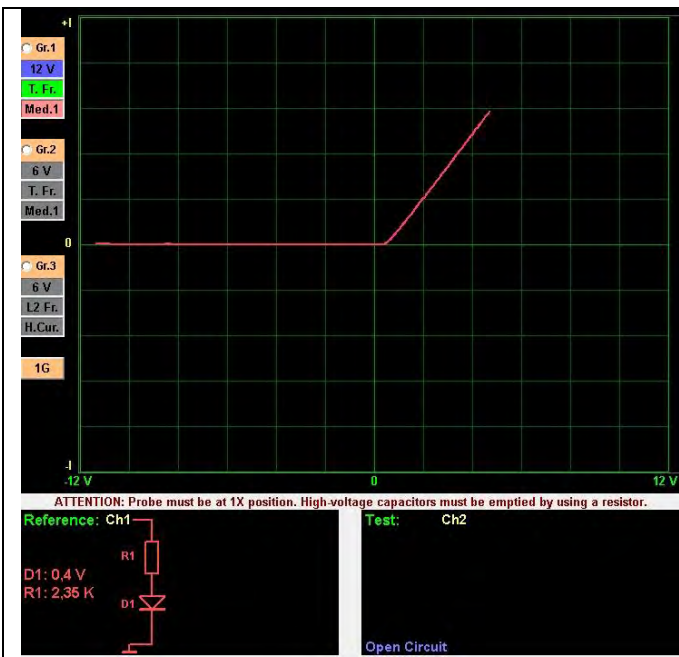 +I
Gr.1
12 V
T. Fr.
Med.1
Gr.2
6 V
T. Fr.
Med.1
0
Gr.3
6 V
L2 Fr.
H.Cur.
1G
-I
-12 V 0 12 V
ATTENTION: Probe must be at 1X position. High-voltage capacitors must be emptied by using a resistor.
Reference: Ch1
R1
D1: 0,4 V
R1: 2,35 K
D1
Test: Ch2
Open Circuit